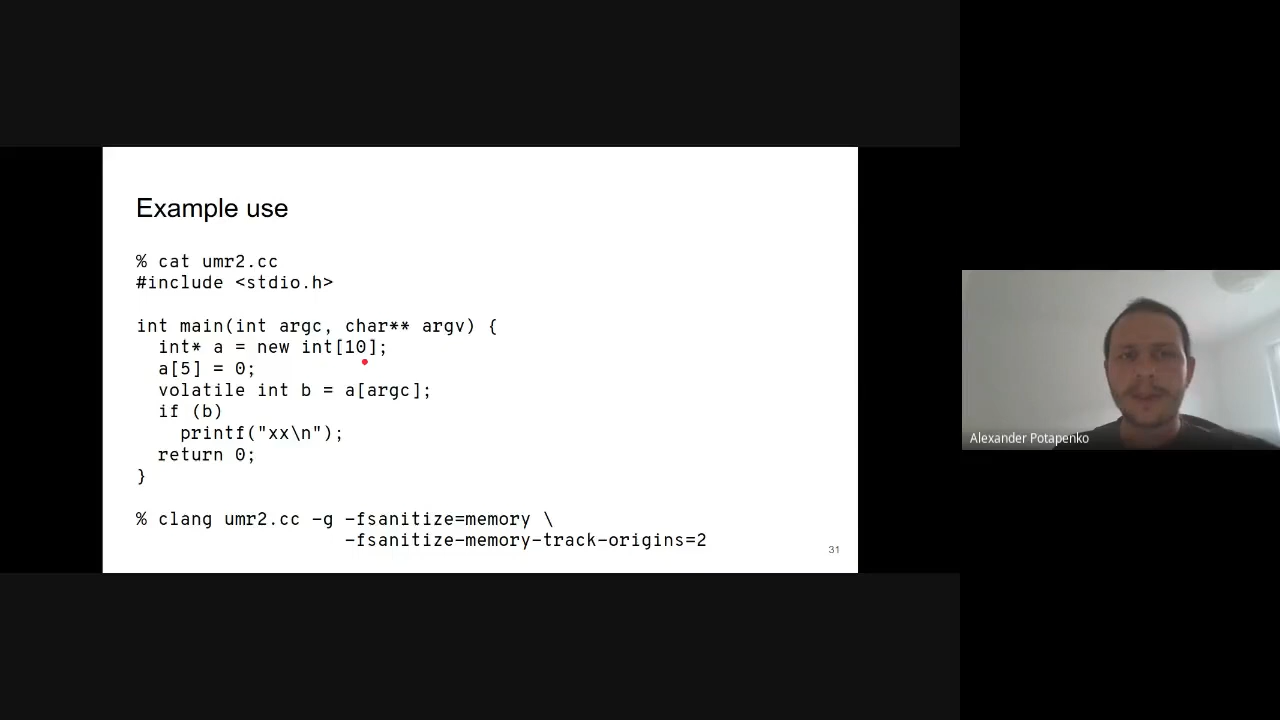 Example use
% cat umr2.cc
#include <stdio.h>
int main(int argc, char** argv) {
  int* a = new int[10];
  a[5] = 0;
  volatile int b = a[argc];
  if (b)
    printf("xx\n");
  return 0;
}
% clang umr2.cc -g -fsanitize=memory \
                   -fsanitize-memory-track-origins=2
31
Alexander Potapenko